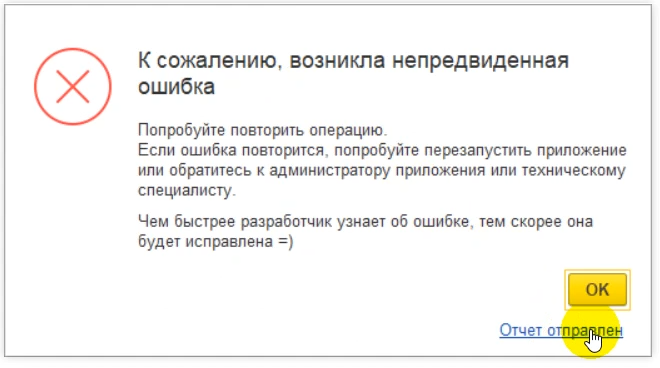 К сожалению, возникла непредвиденная
ошибка
Попробуйте повторить операцию.
Если ошибка повторится, попробуйте перезапустить приложение
или обратитесь к администратору приложения или техническому
специалисту.
Чем быстрее разработчик узнает об ошибке, тем скорее она
будет исправлена =)
ОК
Отчет отправлен